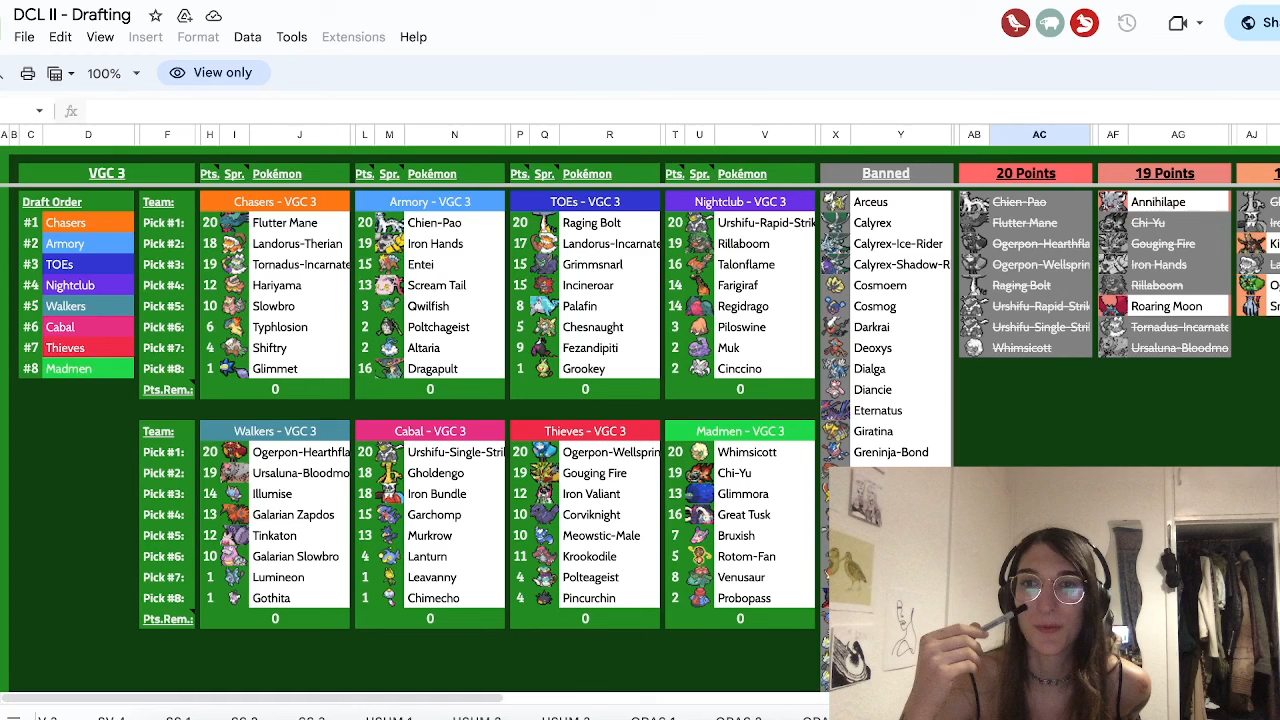 DCL II - Drafting
File Edit View Insert Format Data Tools Extensions Help
100% View only
A B C D F H I J L M N P Q R T U V X Y AB AC AF AG AJ
VGC 3 Pts. Spr. Pokémon Pts. Spr. Pokémon Pts. Spr. Pokémon Pts. Spr. Pokémon Banned 20 Points 19 Points
Draft Order Team: Chasers - VGC 3 Armory - VGC 3 TOEs - VGC 3 Nightclub - VGC 3 Arceus Chien-Pao Annihilape
#1 Chasers Pick #1: 20 Flutter Mane 20 Chien-Pao 20 Raging Bolt 20 Urshifu-Rapid-Strik Calyrex Flutter Mane Chi-Yu
#2 Armory Pick #2: 18 Landorus-Therian 19 Iron Hands 17 Landorus-Incarnate 19 Rillaboom Calyrex-Ice-Rider Ogerpon-Hearthfla Gouging Fire
#3 TOEs Pick #3: 19 Tornadus-Incarnate 15 Entei 15 Grimmsnarl 16 Talonflame Calyrex-Shadow-R Ogerpon-Wellsprin Iron Hands
#4 Nightclub Pick #4: 12 Hariyama 13 Scream Tail 15 Incineroar 14 Farigiraf Cosmoem Raging Bolt Rillaboom
#5 Walkers Pick #5: 10 Slowbro 3 Qwilfish 8 Palafin 14 Regidrago Cosmog Urshifu-Rapid-Strik Roaring Moon
#6 Cabal Pick #6: 6 Typhlosion 2 Poltchageist 5 Chesnaught 3 Piloswine Darkrai Urshifu-Single-Stril Tornadus-Incarnate
#7 Thieves Pick #7: 4 Shiftry 2 Altaria 9 Fezandipiti 2 Muk Deoxys Whimsicott Ursaluna-Bloodmo
#8 Madmen Pick #8: 1 Glimmet 16 Dragapult 1 Grookey 2 Cinccino Dialga
Pts.Rem.: 0 0 0 0 Diancie
Eternatus
Team: Walkers - VGC 3 Cabal - VGC 3 Thieves - VGC 3 Madmen - VGC 3 Giratina
Pick #1: 20 Ogerpon-Hearthfla 20 Urshifu-Single-Stril 20 Ogerpon-Wellsprin 20 Whimsicott Greninja-Bond
Pick #2: 19 Ursaluna-Bloodmo 18 Gholdengo 19 Gouging Fire 19 Chi-Yu
Pick #3: 14 Illumise 18 Iron Bundle 12 Iron Valiant 13 Glimmora
Pick #4: 13 Galarian Zapdos 15 Garchomp 10 Corviknight 16 Great Tusk
Pick #5: 12 Tinkaton 13 Murkrow 10 Meowstic-Male 7 Bruxish
Pick #6: 10 Galarian Slowbro 4 Lanturn 11 Krookodile 5 Rotom-Fan
Pick #7: 1 Lumineon 1 Leavanny 4 Polteageist 8 Venusaur
Pick #8: 1 Gothita 1 Chimecho 4 Pincurchin 2 Probopass
Pts.Rem.: 0 0 0 0